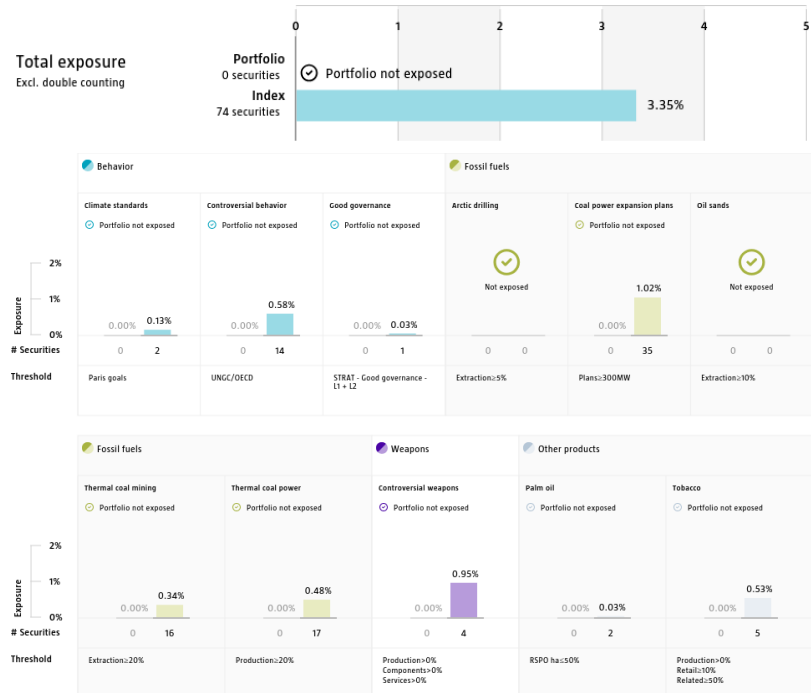 0 1 2 3 4 5
Total exposure
Excl. double counting
Portfolio
0 securities
Portfolio not exposed
Index
74 securities
3.35%
Behavior
Fossil fuels
Climate standards
Controversial behavior
Good governance
Arctic drilling
Coal power expansion plans
Oil sands
Portfolio not exposed
Portfolio not exposed
Portfolio not exposed
Portfolio not exposed
Not exposed
Not exposed
Exposure
2%
1%
0%
0.00% 0.13%
0.00% 0.58%
0.00% 0.03%
0.00% 1.02%
# Securities 0 2 0 14 0 1 0 0 0 35 0 0
Threshold
Paris goals
UNGC/OECD
STRAT - Good governance -
L1 + L2
Extraction≥5%
Plans≥300MW
Extraction≥10%
Fossil fuels
Weapons
Other products
Thermal coal mining
Thermal coal power
Controversial weapons
Palm oil
Tobacco
Portfolio not exposed
Portfolio not exposed
Portfolio not exposed
Portfolio not exposed
Portfolio not exposed
Exposure
2%
1%
0%
0.00% 0.34%
0.00% 0.48%
0.00% 0.95%
0.00% 0.03%
0.00% 0.53%
# Securities 0 16 0 17 0 4 0 2 0 5
Threshold
Extraction≥20%
Production≥20%
Production>0%
Components>0%
Services>0%
RSPO ha≤50%
Production>0%
Retail≥10%
Related≥50%